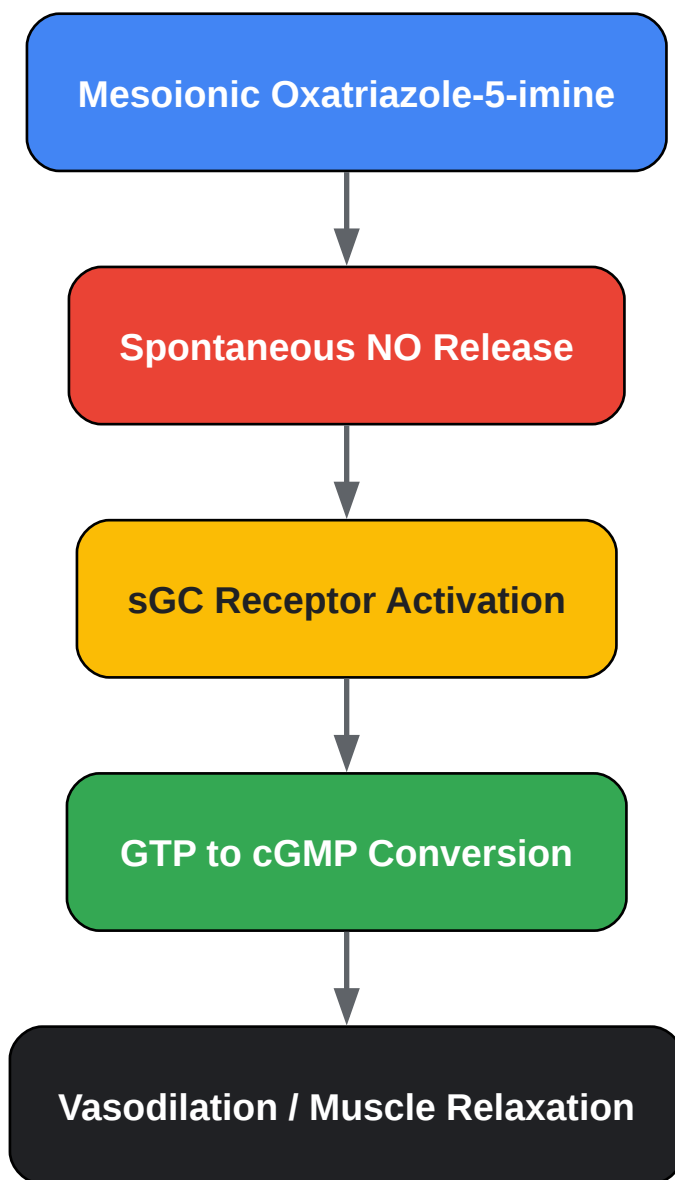 Mesoionic Oxatriazole-5-imine
Spontaneous NO Release
sGC Receptor Activation
GTP to cGMP Conversion
Vasodilation / Muscle Relaxation